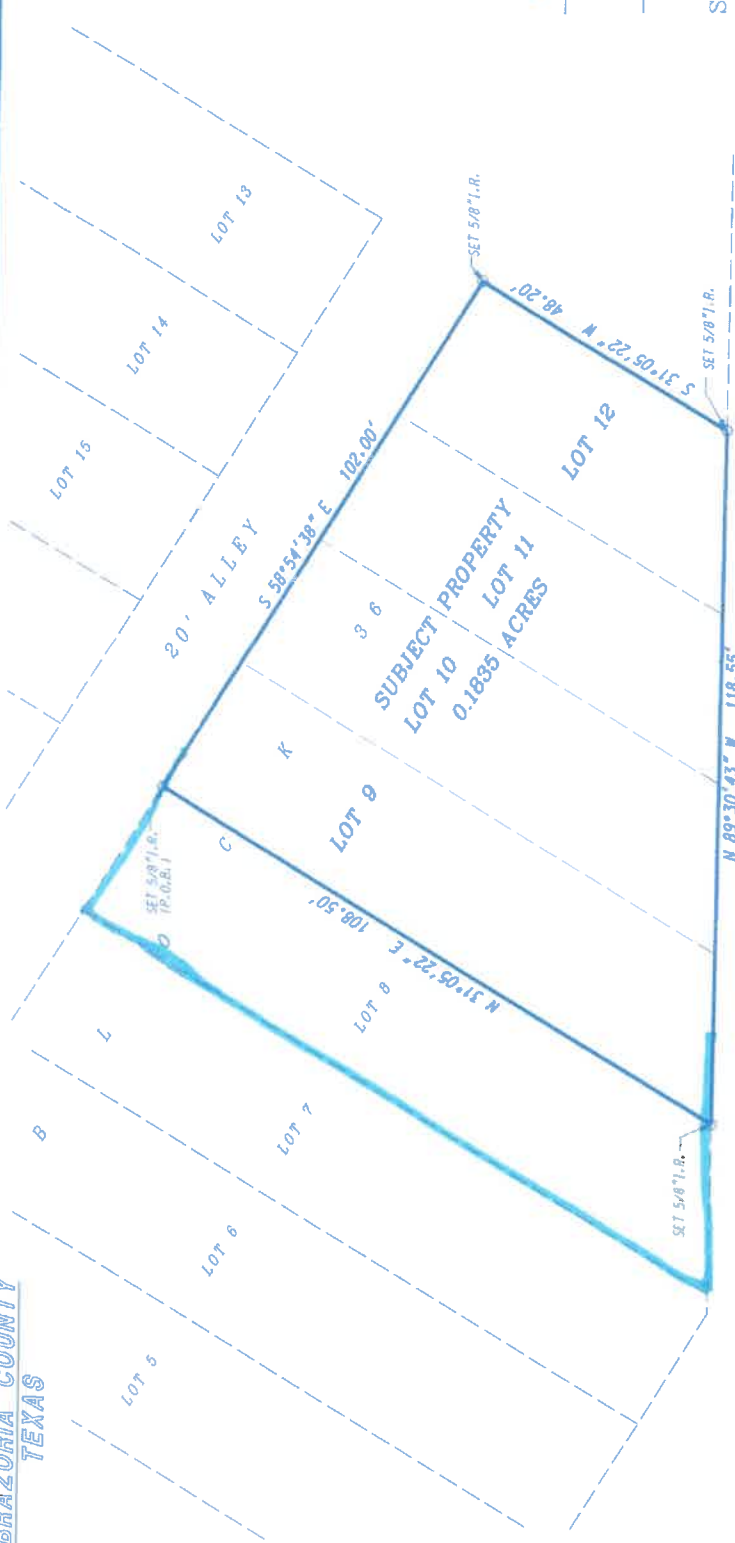 BRAZORIA COUNTY
TEXAS
LOT 13
LOT 14
LOT 15
20' ALLEY
S 58°54'38" E 102.00'
SET 5/8"I.R.
S 31°05'22" W 48.20'
SET 5/8"I.R.
N 89°30'43" W 118.55'
SET 5/8"I.R.
N 31°05'22" E 108.50'
SET 5/8"I.R.
(P.O.B.)
B L O C K 3 6
SUBJECT PROPERTY
LOT 10 LOT 11
0.1835 ACRES
LOT 12
LOT 9
LOT 8
LOT 7
LOT 6
LOT 5
S